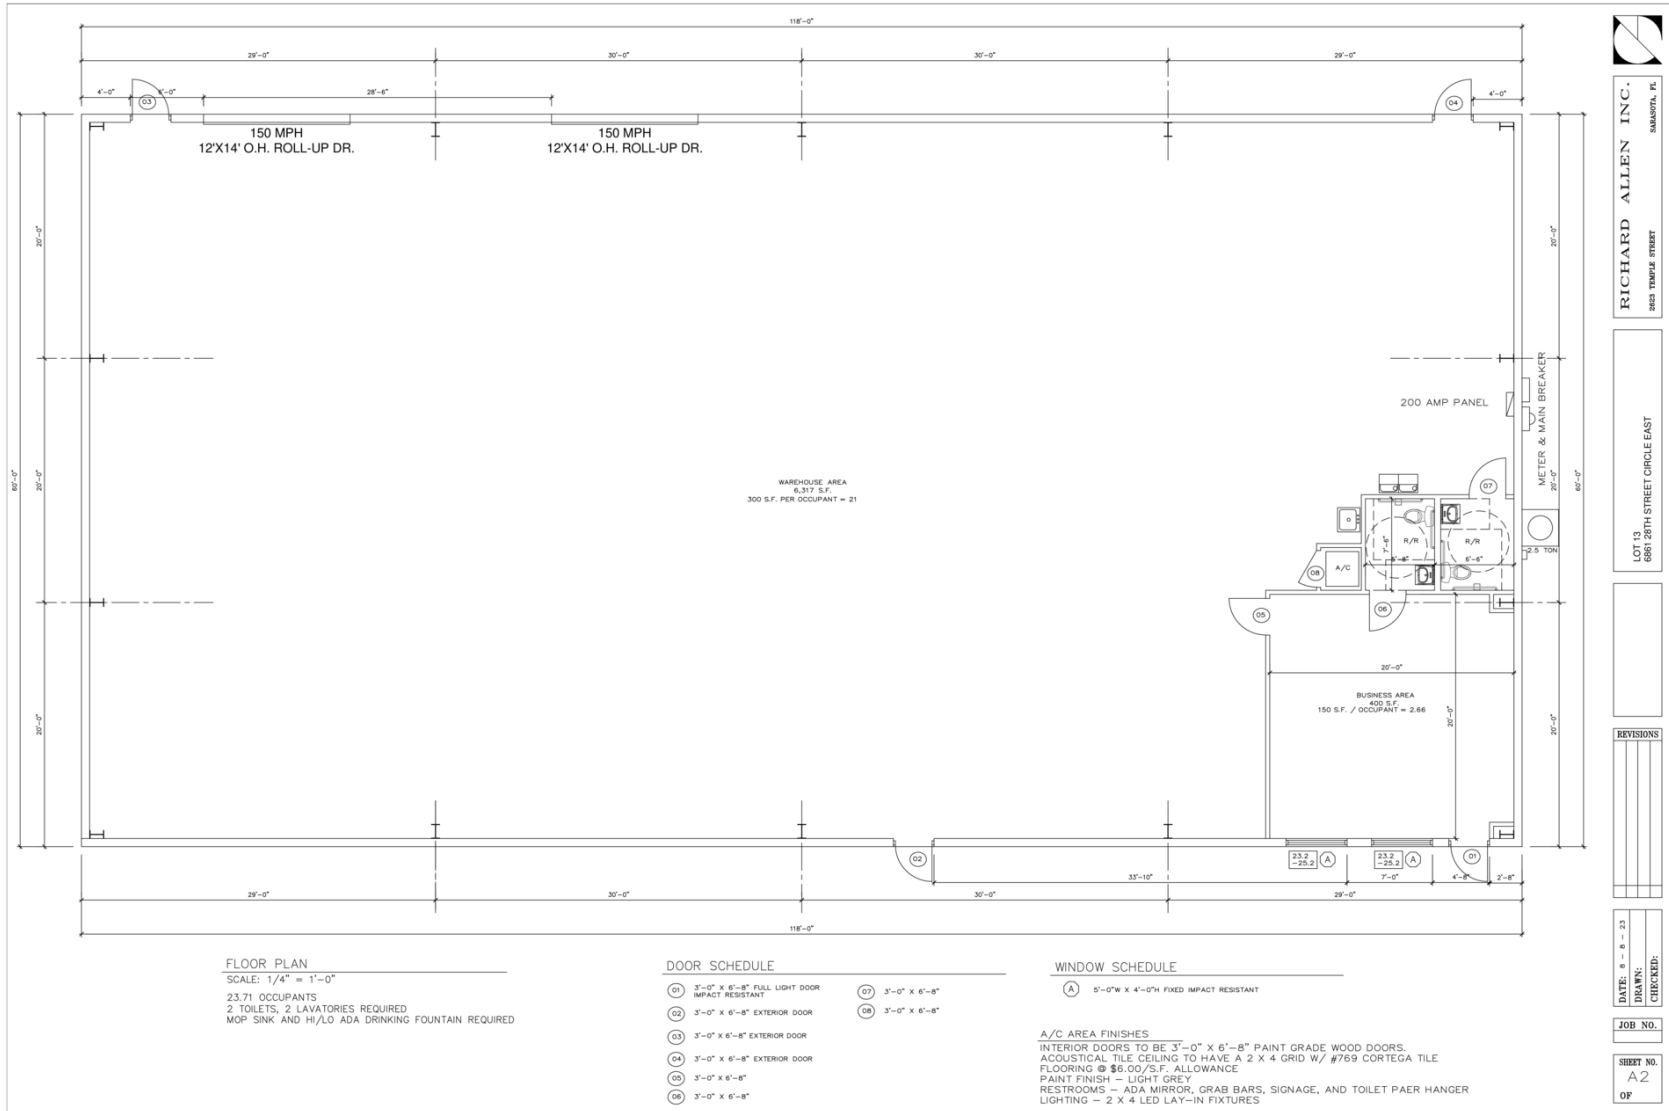 118'-0"
29'-0"
30'-0"
30'-0"
29'-0"
4'-0"
6'-0"
28'-6"
4'-0"
03
04
150 MPH
12'X14' O.H. ROLL-UP DR.
150 MPH
12'X14' O.H. ROLL-UP DR.
20'-0"
20'-0"
20'-0"
60'-0"
20'-0"
20'-0"
20'-0"
60'-0"
200 AMP PANEL
METER & MAIN BREAKER
WAREHOUSE AREA
6,317 S.F.
300 S.F. PER OCCUPANT = 21
07
R/R
R/R
7'-6"
6'-8"
6'-6"
2.5 TON
A/C
08
05
06
20'-0"
BUSINESS AREA
400 S.F.
150 S.F. / OCCUPANT = 2.66
20'-0"
02
23.2
-25.2
A
23.2
-25.2
A
01
33'-10"
7'-0"
4'-8"
2'-8"
29'-0"
30'-0"
30'-0"
29'-0"
118'-0"
FLOOR PLAN
SCALE: 1/4" = 1'-0"
23.71 OCCUPANTS
2 TOILETS, 2 LAVATORIES REQUIRED
MOP SINK AND HI/LO ADA DRINKING FOUNTAIN REQUIRED
DOOR SCHEDULE
01 3'-0" X 6'-8" FULL LIGHT DOOR
IMPACT RESISTANT
02 3'-0" X 6'-8" EXTERIOR DOOR
03 3'-0" X 6'-8" EXTERIOR DOOR
04 3'-0" X 6'-8" EXTERIOR DOOR
05 3'-0" X 6'-8"
06 3'-0" X 6'-8"
07 3'-0" X 6'-8"
08 3'-0" X 6'-8"
WINDOW SCHEDULE
A 5'-0"W X 4'-0"H FIXED IMPACT RESISTANT
A/C AREA FINISHES
INTERIOR DOORS TO BE 3'-0" X 6'-8" PAINT GRADE WOOD DOORS.
ACOUSTICAL TILE CEILING TO HAVE A 2 X 4 GRID W/ #769 CORTEGA TILE
FLOORING @ $6.00/S.F. ALLOWANCE
PAINT FINISH - LIGHT GREY
RESTROOMS - ADA MIRROR, GRAB BARS, SIGNAGE, AND TOILET PAER HANGER
LIGHTING - 2 X 4 LED LAY-IN FIXTURES
RICHARD ALLEN INC.
2623 TEMPLE STREET
SARASOTA, FL
LOT 13
6861 28TH STREET CIRCLE EAST
REVISIONS
DATE: 8 - 8 - 23
DRAWN:
CHECKED:
JOB NO.
SHEET NO.
A2
OF